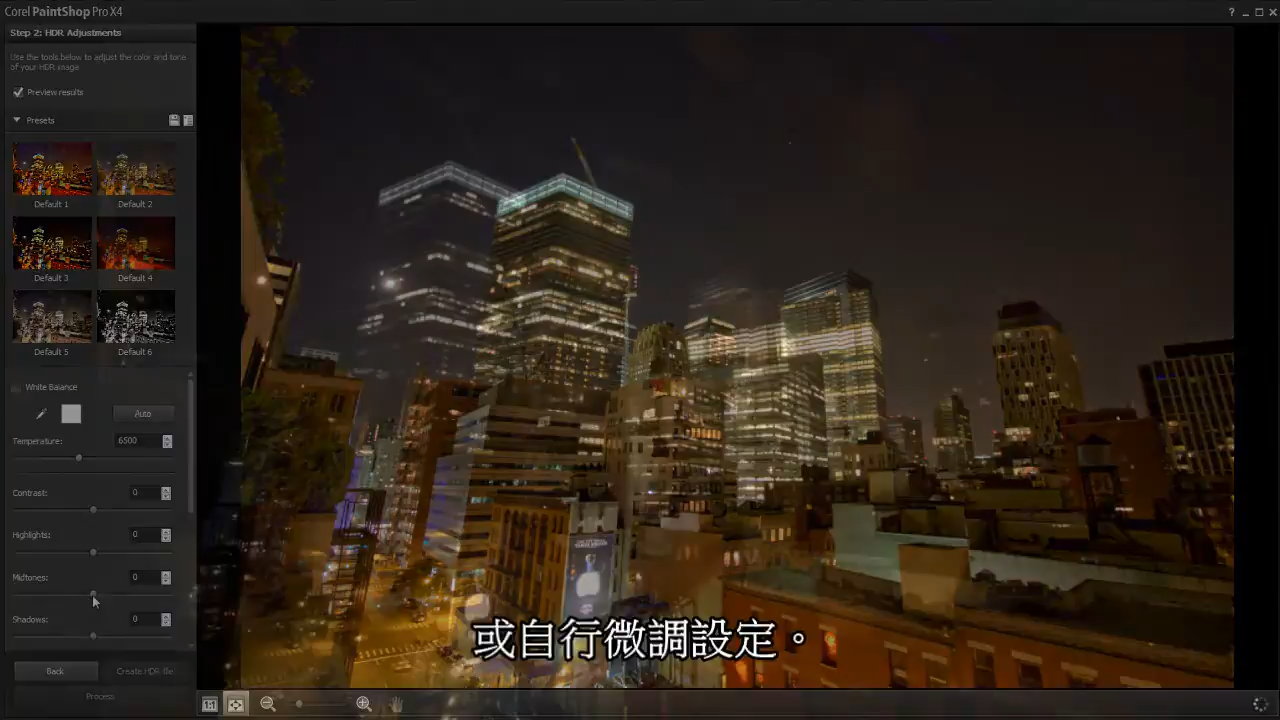 Corel PaintShop Pro X4
Step 2: HDR Adjustments
Use the tools below to adjust the color and tone
of your HDR image
Preview results
Presets
Default 1
Default 2
Default 3
Default 4
Default 5
Default 6
White Balance
Auto
Temperature:
6500
Contrast:
0
Highlights:
0
Midtones:
0
Shadows:
0
Back
Create HDR file
Process
1:1
或自行微調設定。